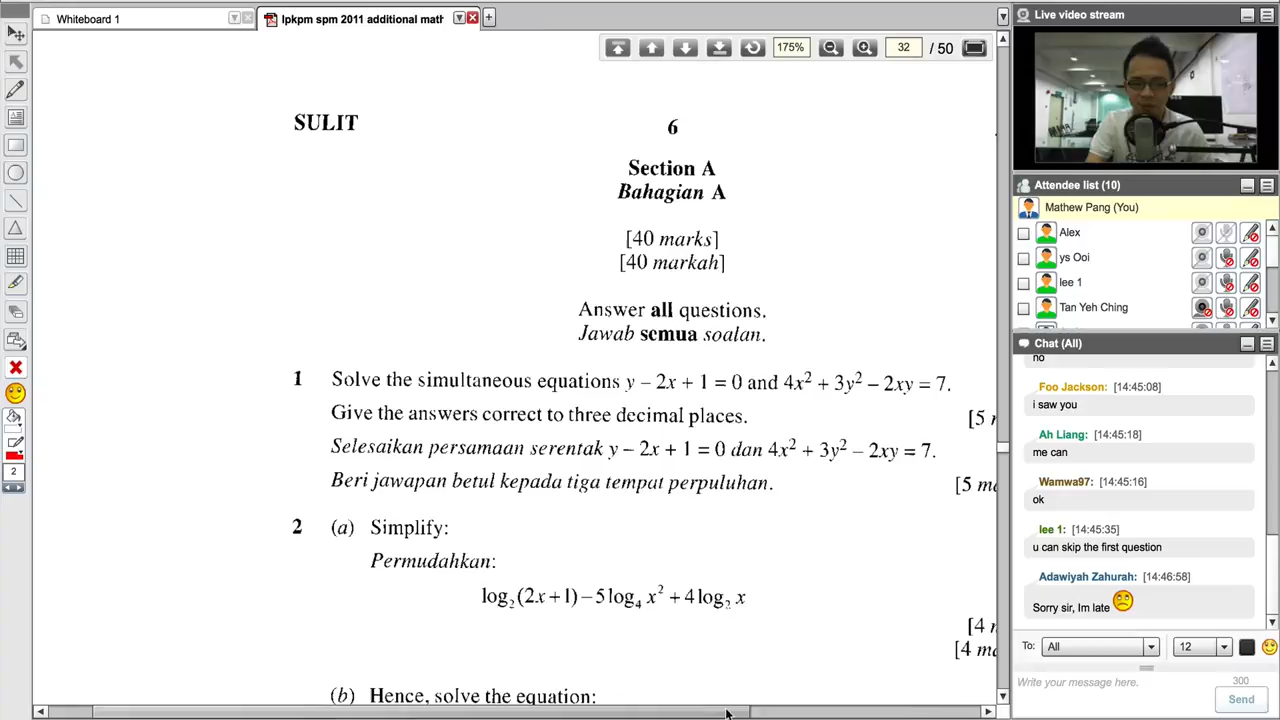 Whiteboard 1
lpkpm spm 2011 additional math
175%
32 / 50
SULIT
6
Section A
Bahagian A
[40 marks]
[40 markah]
Answer all questions.
Jawab semua soalan.
1 Solve the simultaneous equations y – 2x + 1 = 0 and 4x² + 3y² – 2xy = 7.
Give the answers correct to three decimal places. [5
Selesaikan persamaan serentak y – 2x + 1 = 0 dan 4x² + 3y² – 2xy = 7.
Beri jawapan betul kepada tiga tempat perpuluhan. [5
2 (a) Simplify:
Permudahkan:
log₂(2x+1) – 5log₄ x² + 4log₂ x
[4
[4
(b) Hence, solve the equation:
2
Live video stream
Attendee list (10)
Mathew Pang (You)
Alex
ys Ooi
lee 1
Tan Yeh Ching
Chat (All)
no
Foo Jackson: [14:45:08]
i saw you
Ah Liang: [14:45:18]
me can
Wamwa97: [14:45:16]
ok
lee 1: [14:45:35]
u can skip the first question
Adawiyah Zahurah: [14:46:58]
Sorry sir, Im late
To: All 12
Write your message here. 300
Send